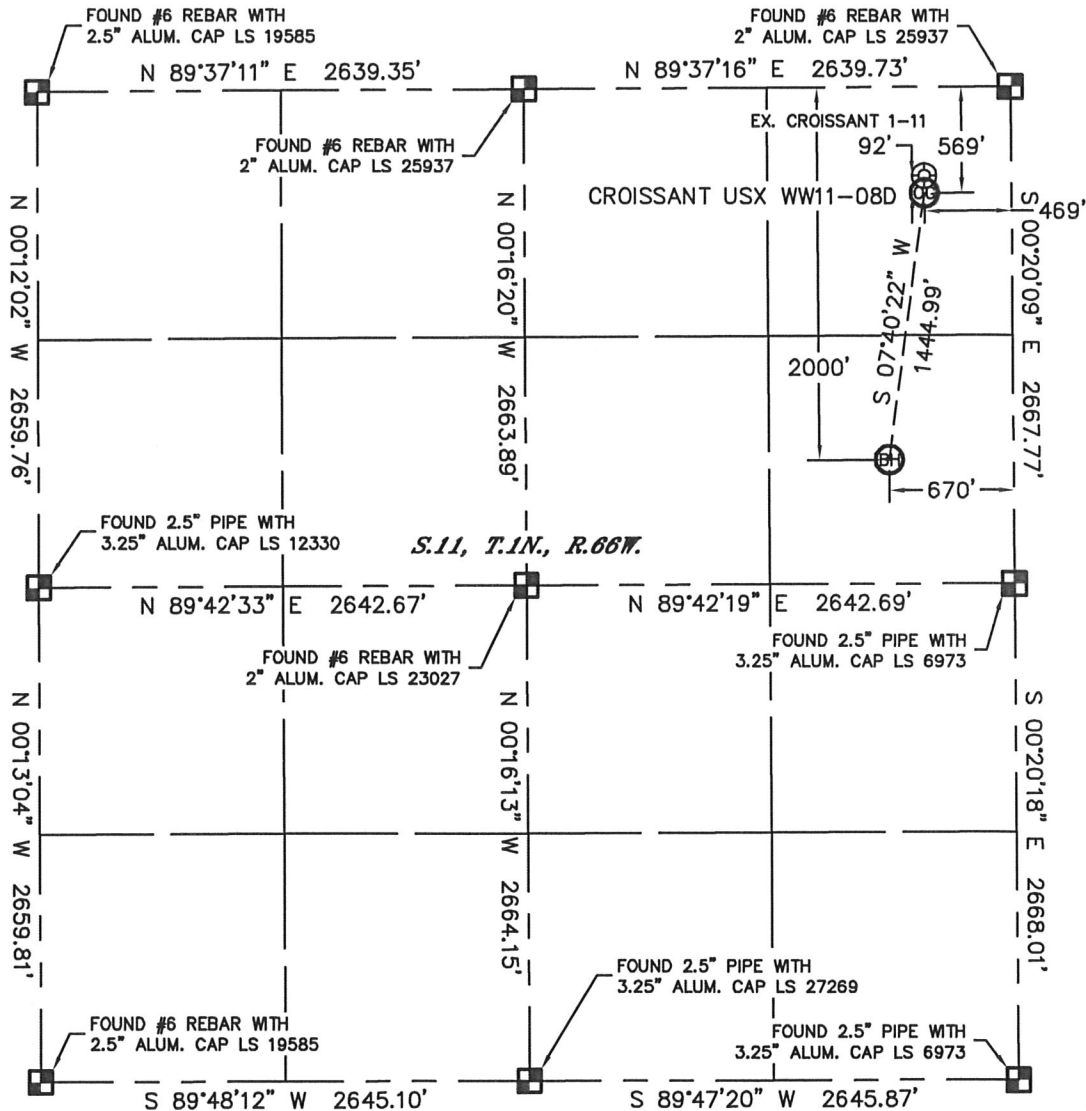 FOUND #6 REBAR WITH
2.5" ALUM. CAP LS 19585
FOUND #6 REBAR WITH
2" ALUM. CAP LS 25937
N 89°37'11" E 2639.35'
N 89°37'16" E 2639.73'
FOUND #6 REBAR WITH
2" ALUM. CAP LS 25937
EX. CROISSANT 1-11
92'
569'
CROISSANT USX WW11-08D
OG
469'
N 00°12'02" W 2659.76'
N 00°16'20" W 2663.89'
S 00°20'09" E 2667.77'
S 07°40'22" W
1444.99'
2000'
BH
670'
FOUND 2.5" PIPE WITH
3.25" ALUM. CAP LS 12330
S.11, T.1N., R.66W.
N 89°42'33" E 2642.67'
N 89°42'19" E 2642.69'
FOUND #6 REBAR WITH
2" ALUM. CAP LS 23027
FOUND 2.5" PIPE WITH
3.25" ALUM. CAP LS 6973
N 00°13'04" W 2659.81'
N 00°16'13" W 2664.15'
S 00°20'18" E 2668.01'
FOUND 2.5" PIPE WITH
3.25" ALUM. CAP LS 27269
FOUND #6 REBAR WITH
2.5" ALUM. CAP LS 19585
FOUND 2.5" PIPE WITH
3.25" ALUM. CAP LS 6973
S 89°48'12" W 2645.10'
S 89°47'20" W 2645.87'